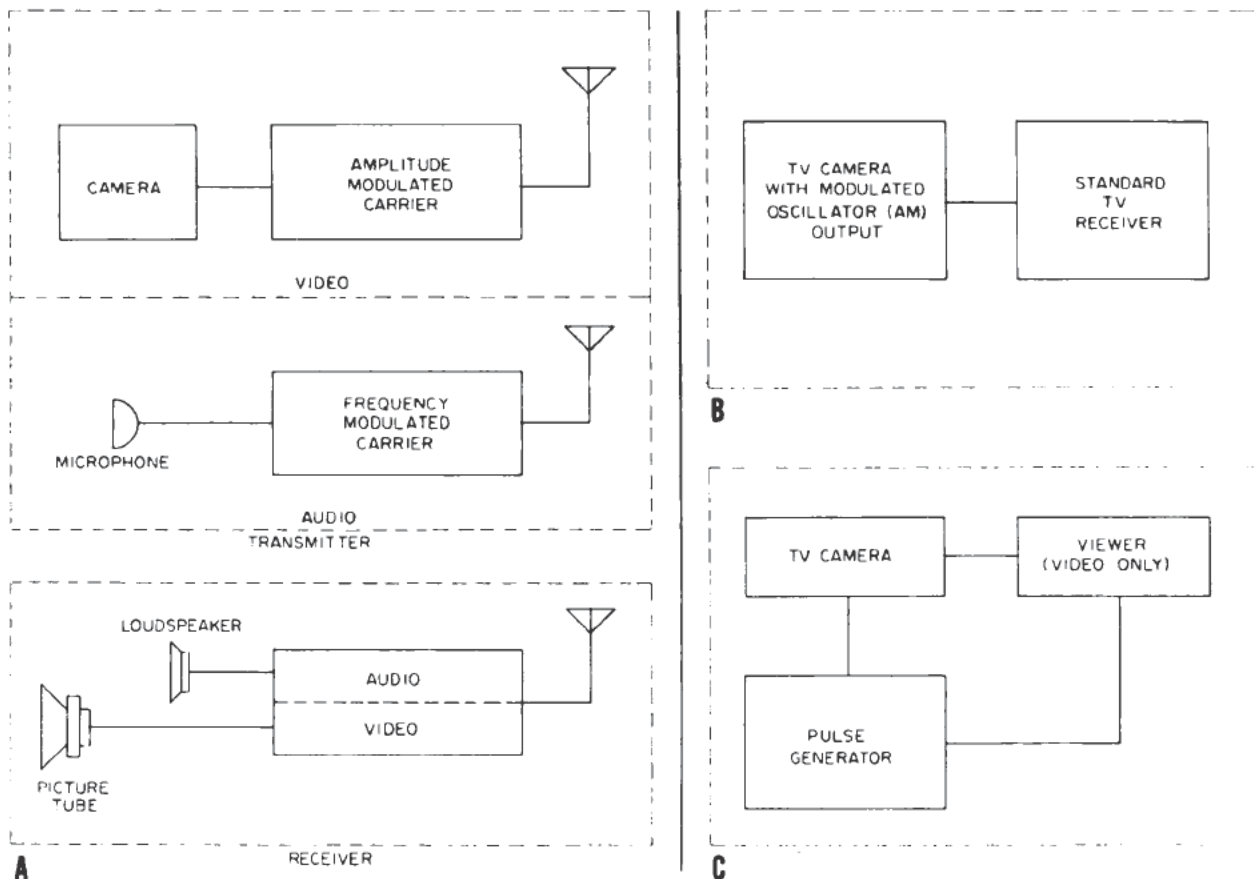 CAMERA
AMPLITUDE
MODULATED
CARRIER
VIDEO
MICROPHONE
FREQUENCY
MODULATED
CARRIER
AUDIO
TRANSMITTER
LOUDSPEAKER
AUDIO
VIDEO
PICTURE
TUBE
RECEIVER
A
TV CAMERA
WITH MODULATED
OSCILLATOR (AM)
OUTPUT
STANDARD
TV
RECEIVER
B
TV CAMERA
VIEWER
(VIDEO ONLY)
PULSE
GENERATOR
C